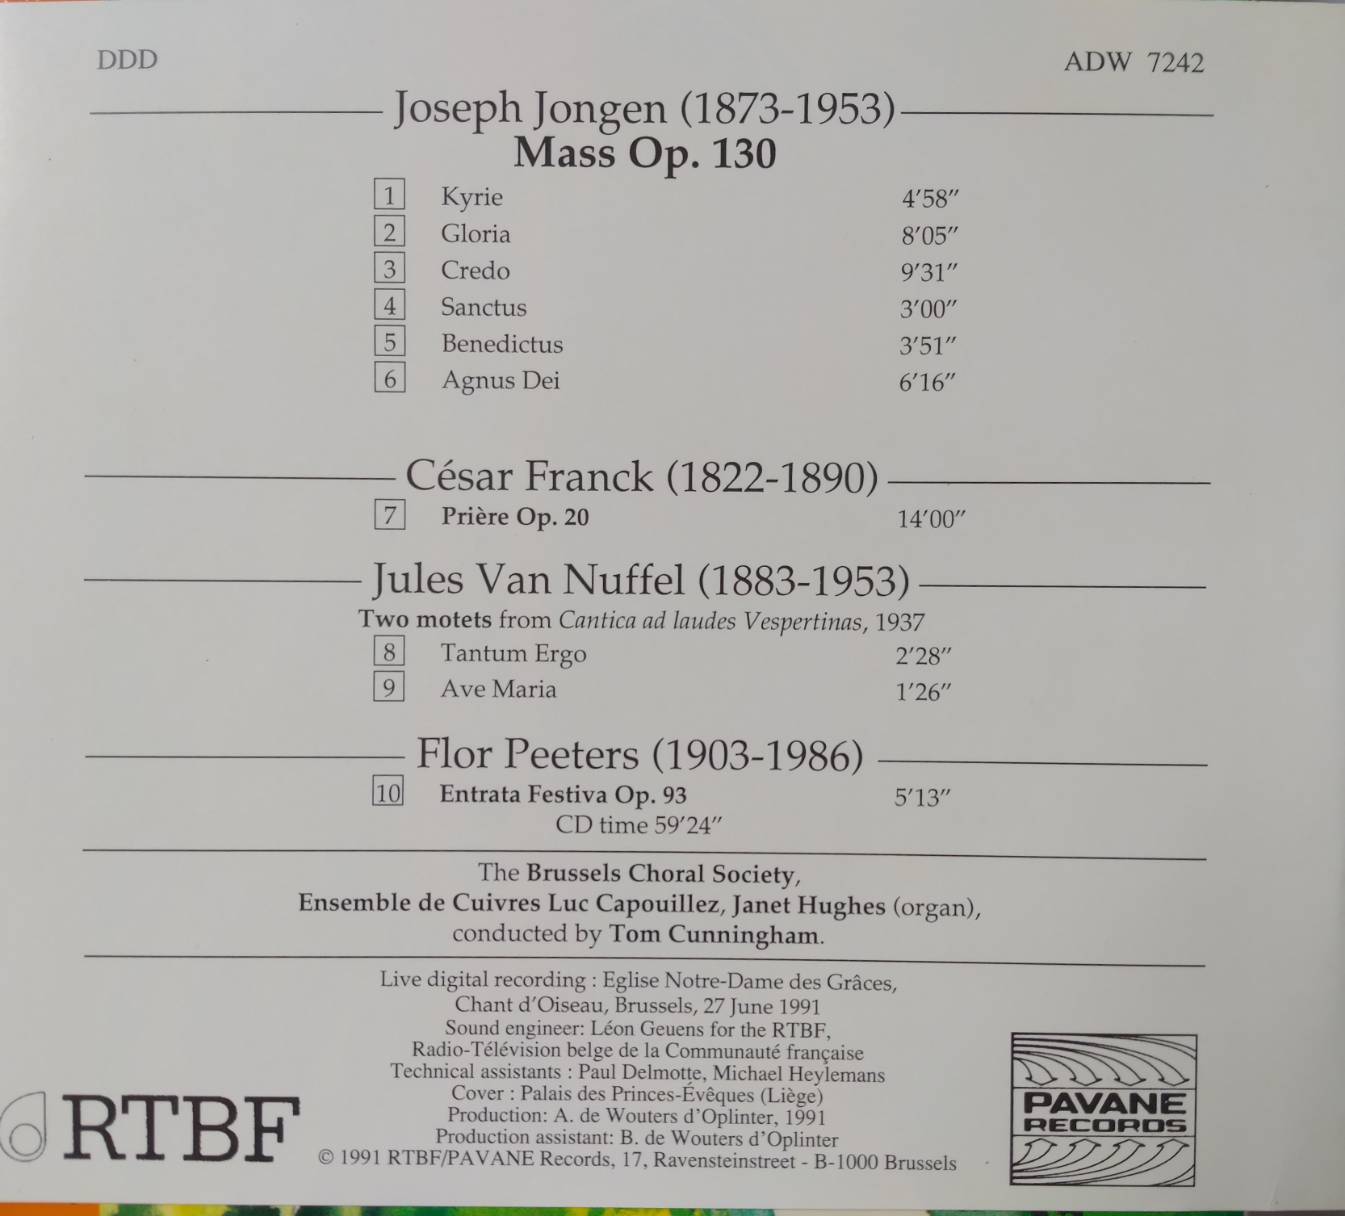 DDD ADW 7242
Joseph Jongen (1873-1953)
Mass Op. 130
1 Kyrie 4′58″
2 Gloria 8′05″
3 Credo 9′31″
4 Sanctus 3′00″
5 Benedictus 3′51″
6 Agnus Dei 6′16″
César Franck (1822-1890)
7 Prière Op. 20 14′00″
Jules Van Nuffel (1883-1953)
Two motets from Cantica ad laudes Vespertinas, 1937
8 Tantum Ergo 2′28″
9 Ave Maria 1′26″
Flor Peeters (1903-1986)
10 Entrata Festiva Op. 93 5′13″
CD time 59′24″
The Brussels Choral Society,
Ensemble de Cuivres Luc Capouillez, Janet Hughes (organ),
conducted by Tom Cunningham.
Live digital recording : Eglise Notre-Dame des Grâces,
Chant d'Oiseau, Brussels, 27 June 1991
Sound engineer: Léon Geuens for the RTBF,
Radio-Télévision belge de la Communauté française
Technical assistants : Paul Delmotte, Michael Heylemans
Cover : Palais des Princes-Évêques (Liège)
Production: A. de Wouters d'Oplinter, 1991
Production assistant: B. de Wouters d'Oplinter
© 1991 RTBF/PAVANE Records, 17, Ravensteinstreet - B-1000 Brussels
RTBF
PAVANE
RECORDS